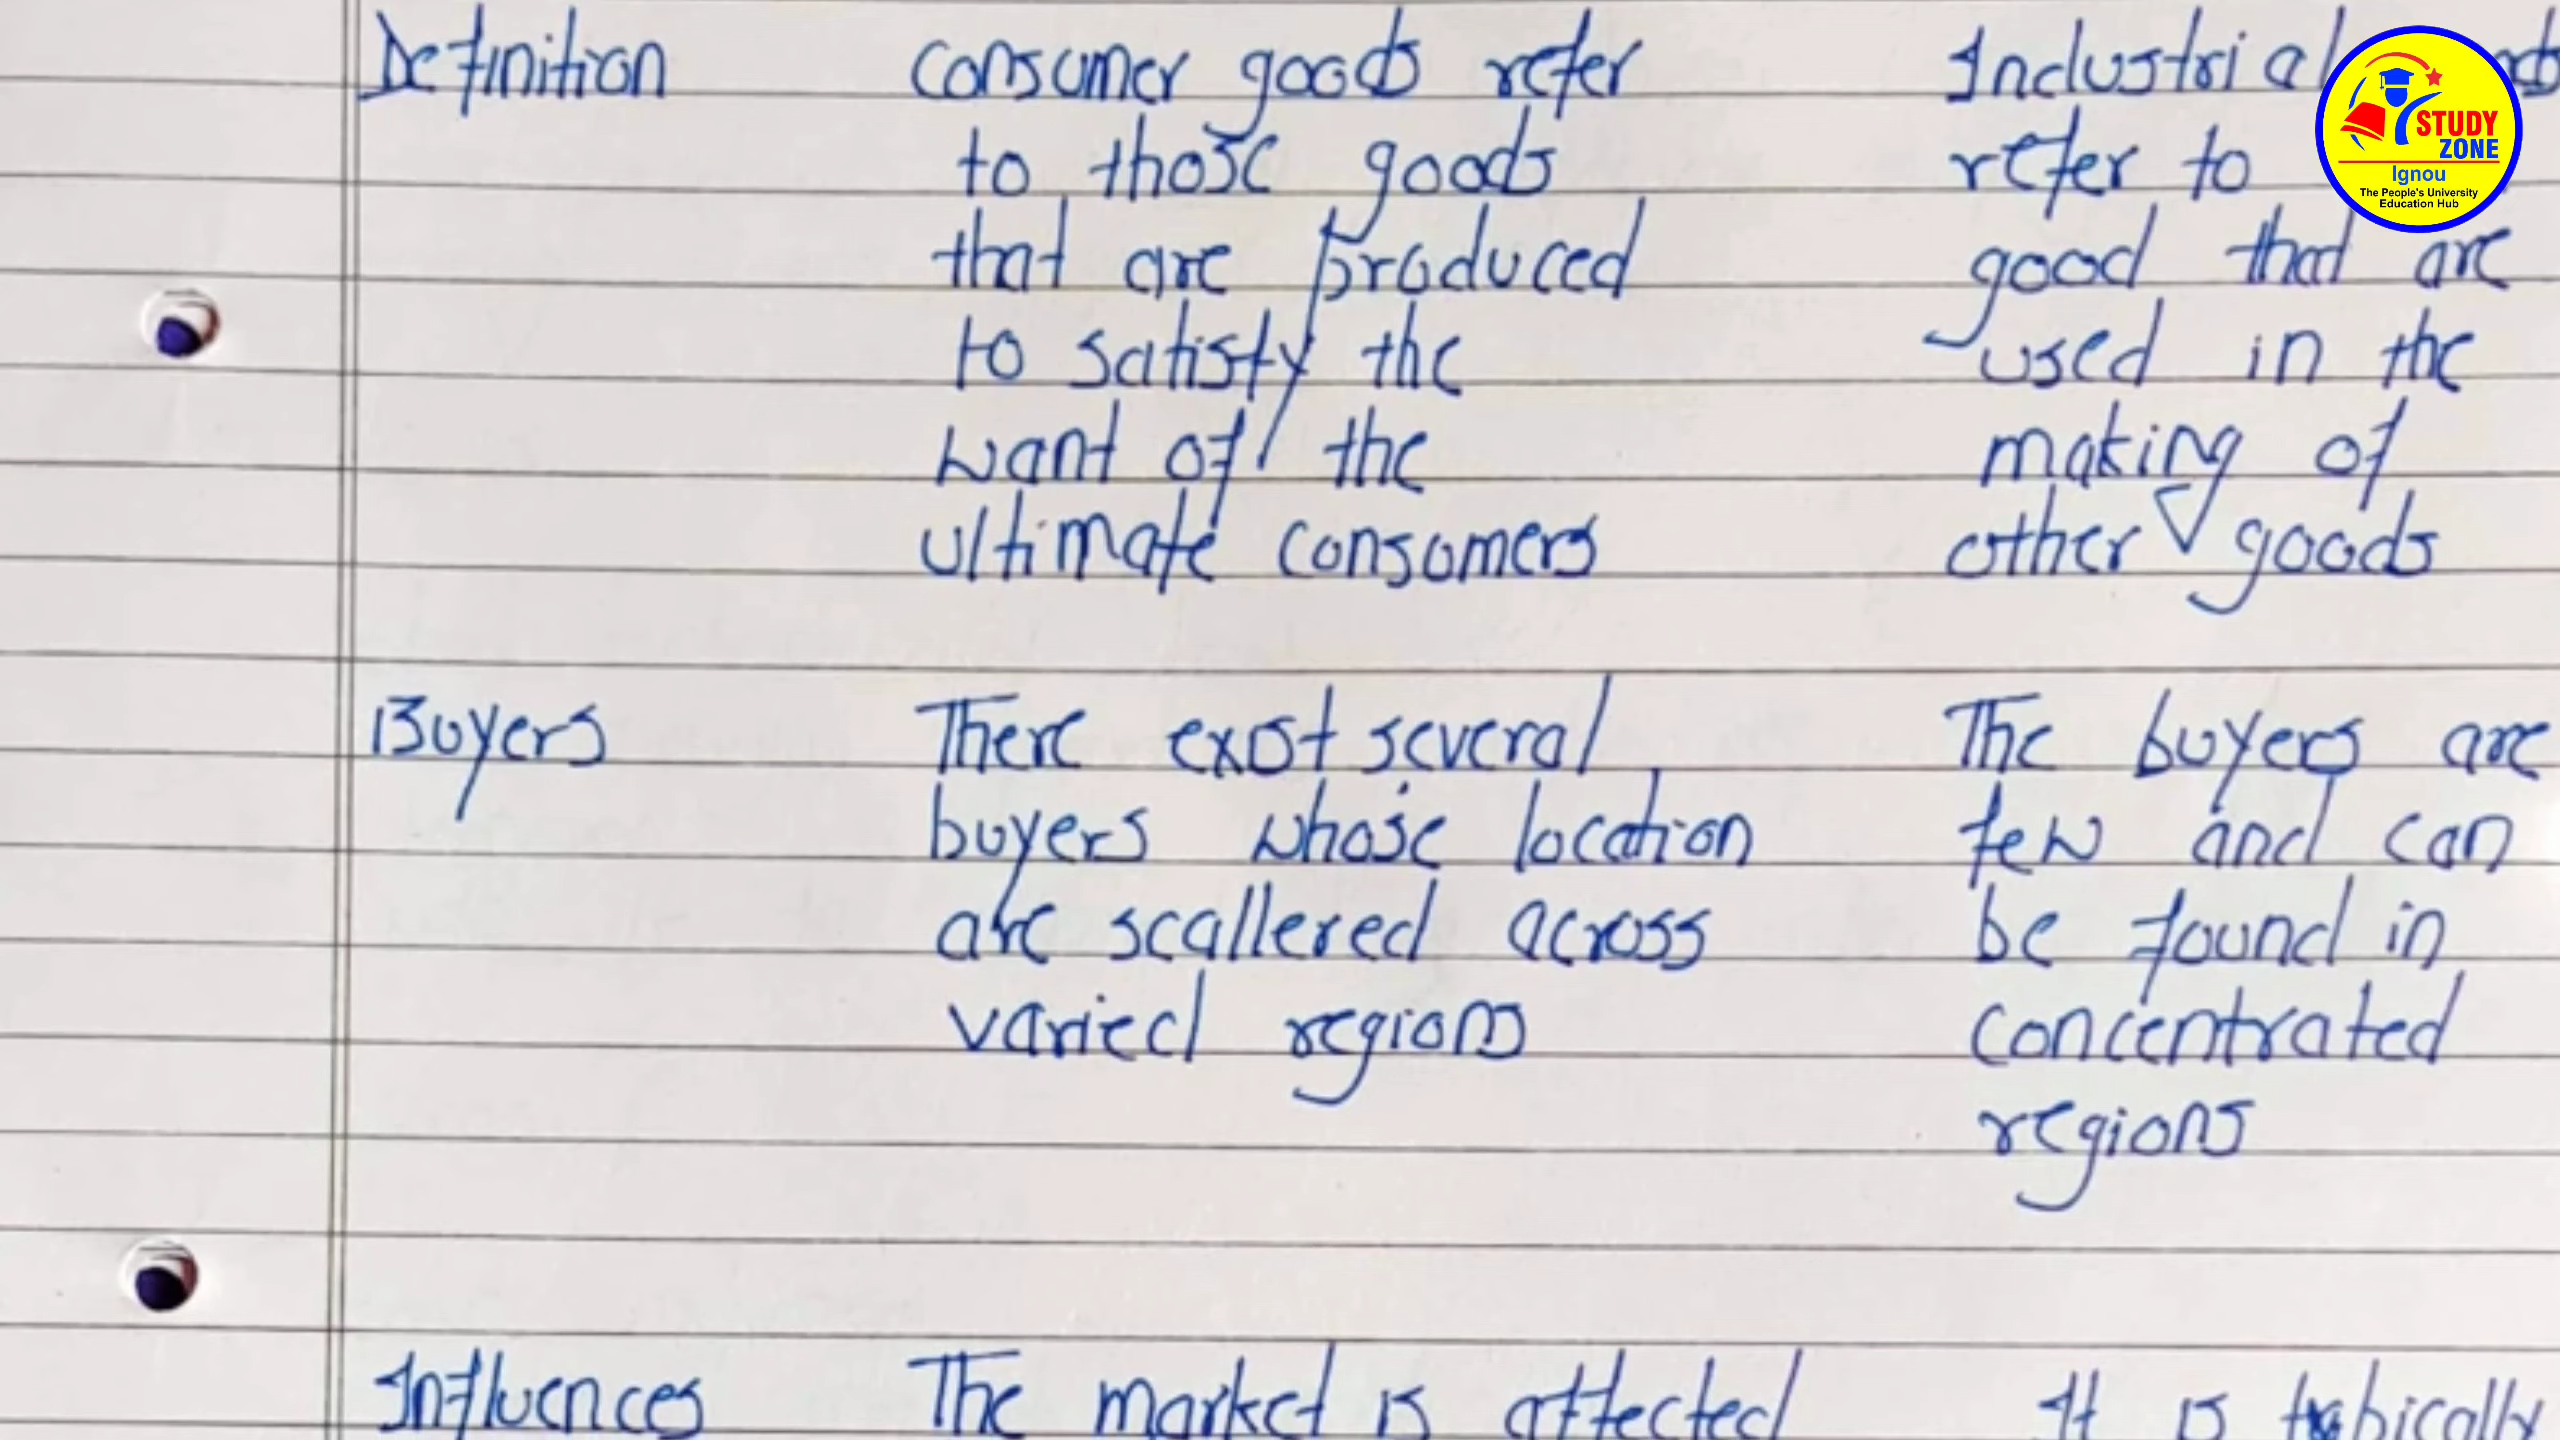 Definition consumer goods refer Industrial
to those goods refer to
that are produced good that are
to satisfy the used in the
want of the making of
ultimate consumers other goods
Buyers There exist several The buyers are
buyers whose location few and can
are scallered across be found in
varied regions concentrated
regions
Influences The market is affected It is
STUDY
ZONE
Ignou
The People's University
Education Hub